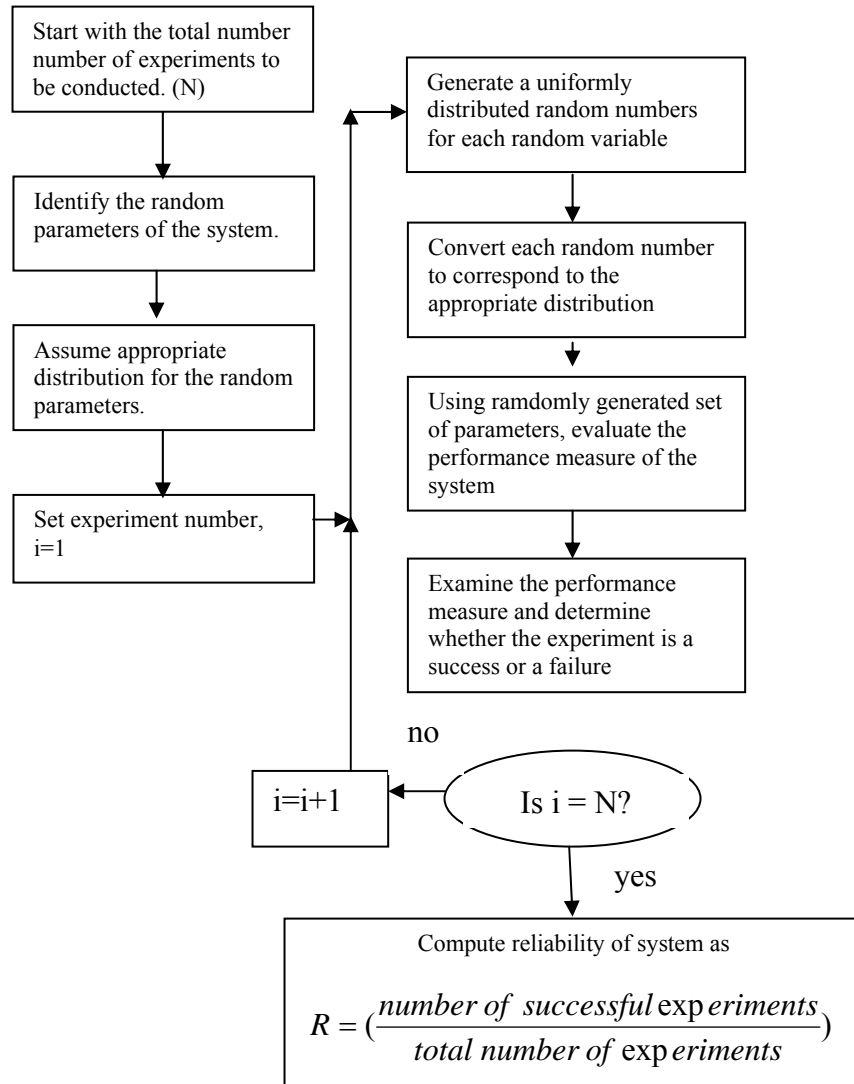 Start with the total number
number of experiments to
be conducted. (N)
Identify the random
parameters of the system.
Assume appropriate
distribution for the random
parameters.
Set experiment number,
i=1
Generate a uniformly
distributed random numbers
for each random variable
Convert each random number
to correspond to the
appropriate distribution
Using ramdomly generated set
of parameters, evaluate the
performance measure of the
system
Examine the performance
measure and determine
whether the experiment is a
success or a failure
no
i=i+1
Is i = N?
yes
Compute reliability of system as
R = (number of successful experiments / total number of experiments)